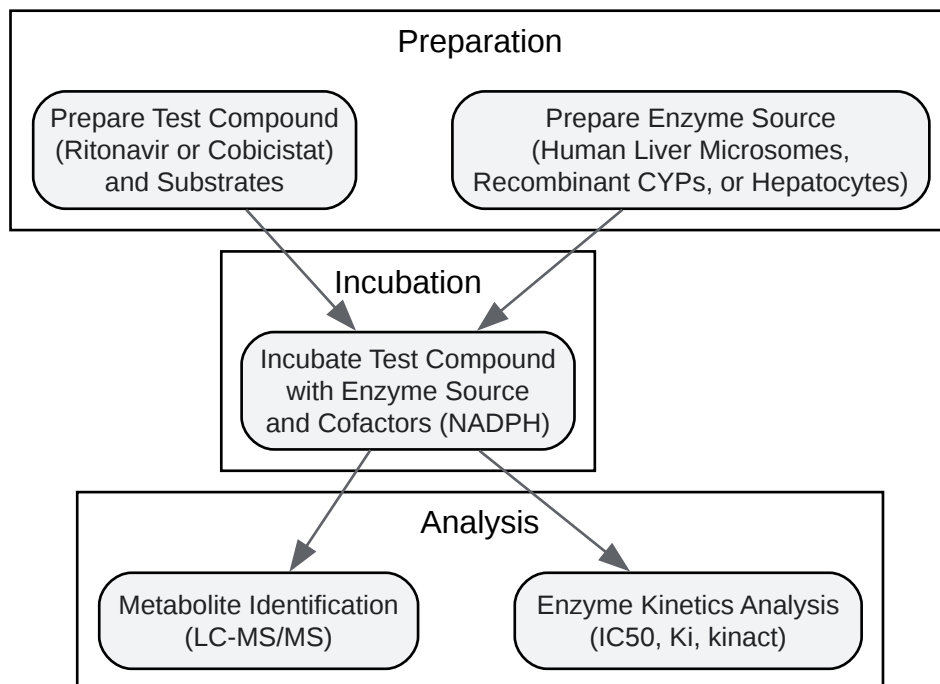 Preparation
Prepare Test Compound
(Ritonavir or Cobicistat)
and Substrates
Prepare Enzyme Source
(Human Liver Microsomes,
Recombinant CYPs, or Hepatocytes)
Incubation
Incubate Test Compound
with Enzyme Source
and Cofactors (NADPH)
Analysis
Metabolite Identification
(LC-MS/MS)
Enzyme Kinetics Analysis
(IC50, Ki, kinact)